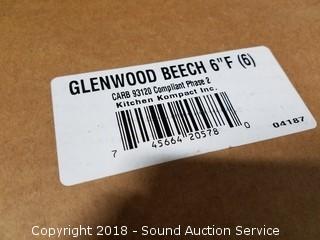 GLENWOOD BEECH 6"F (6)
CARB 93120 Compliant Phase 2
Kitchen Kompact Inc.
7 45664 20578 0
04187
Copyright 2018 - Sound Auction Service